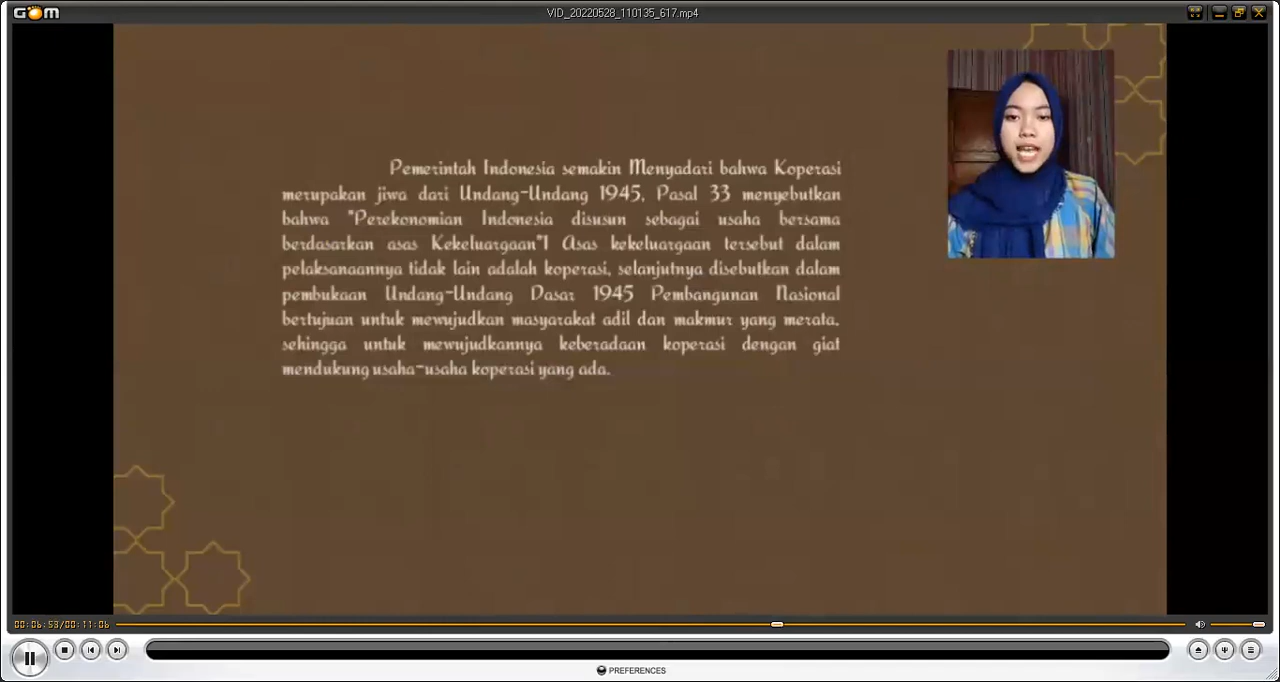 GOM
VID_20220528_110135_617.mp4
Pemerintah Indonesia semakin Menyadari bahwa Koperasi
merupakan jiwa dari Undang-Undang 1945, Pasal 33 menyebutkan
bahwa "Perekonomian Indonesia disusun sebagai usaha bersama
berdasarkan asas Kekeluargaan"1 Asas kekeluargaan tersebut dalam
pelaksanaannya tidak lain adalah koperasi, selanjutnya disebutkan dalam
pembukaan Undang-Undang Dasar 1945 Pembangunan Nasional
bertujuan untuk mewujudkan masyarakat adil dan makmur yang merata,
sehingga untuk mewujudkannya keberadaan koperasi dengan giat
mendukung usaha-usaha koperasi yang ada.
00:06:53/00:11:06
PREFERENCES